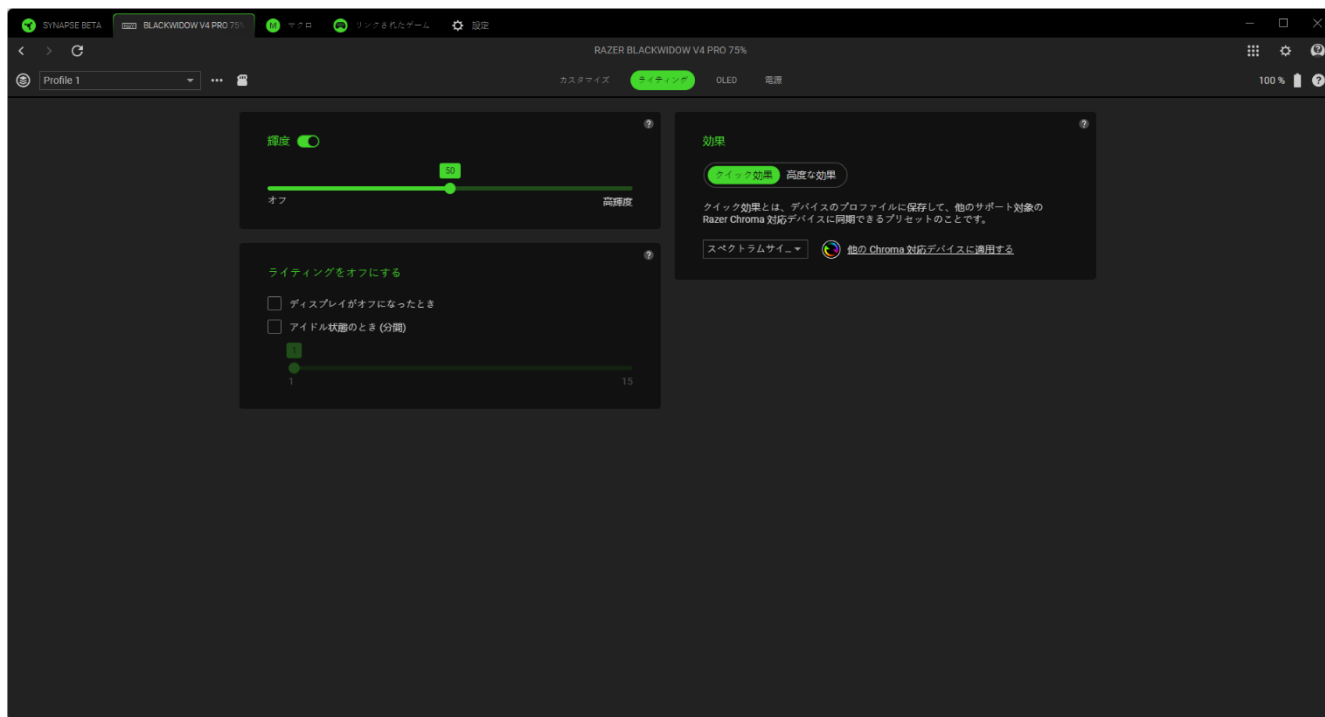 SYNAPSE BETA
BLACKWIDOW V4 PRO 75%
マクロ
リンクされたゲーム
設定
RAZER BLACKWIDOW V4 PRO 75%
Profile 1
カスタマイズ
ライティング
OLED
電源
100 %
輝度
50
オフ
高輝度
ライティングをオフにする
ディスプレイがオフになったとき
アイドル状態のとき (分間)
1
1
15
効果
クイック効果
高度な効果
クイック効果とは、デバイスのプロファイルに保存して、他のサポート対象の
Razer Chroma 対応デバイスに同期できるプリセットのことです。
スペクトラムサイ...
他の Chroma 対応デバイスに適用する